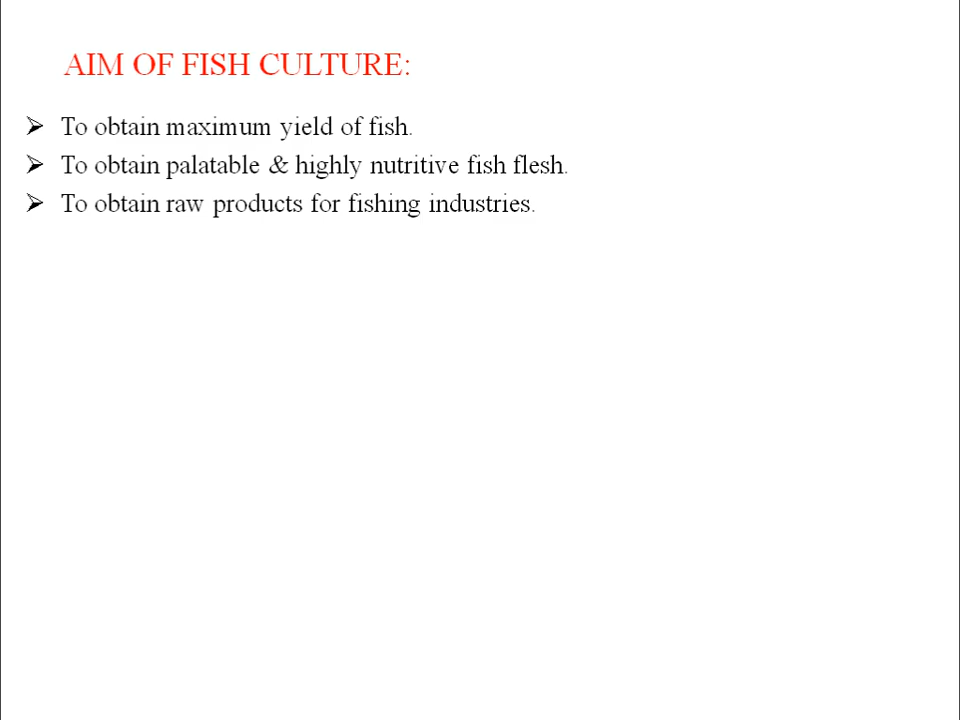 AIM OF FISH CULTURE:
➢ To obtain maximum yield of fish.
➢ To obtain palatable & highly nutritive fish flesh.
➢ To obtain raw products for fishing industries.